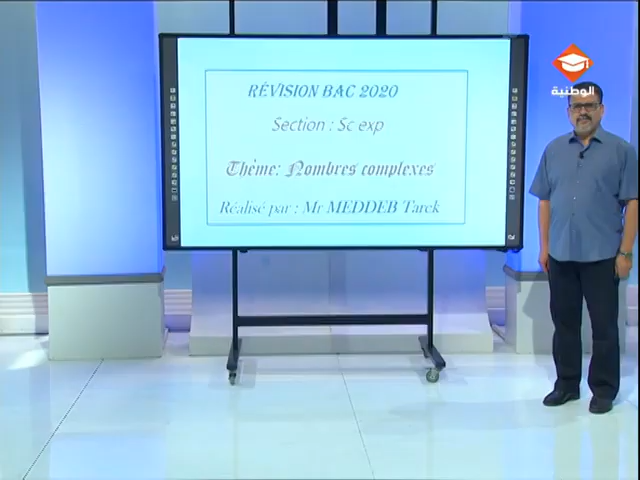 الوطنية
RÉVISION BAC 2020
Section : Sc exp
Thème: Nombres complexes
Réalisé par : Mr MEDDEB Tarek